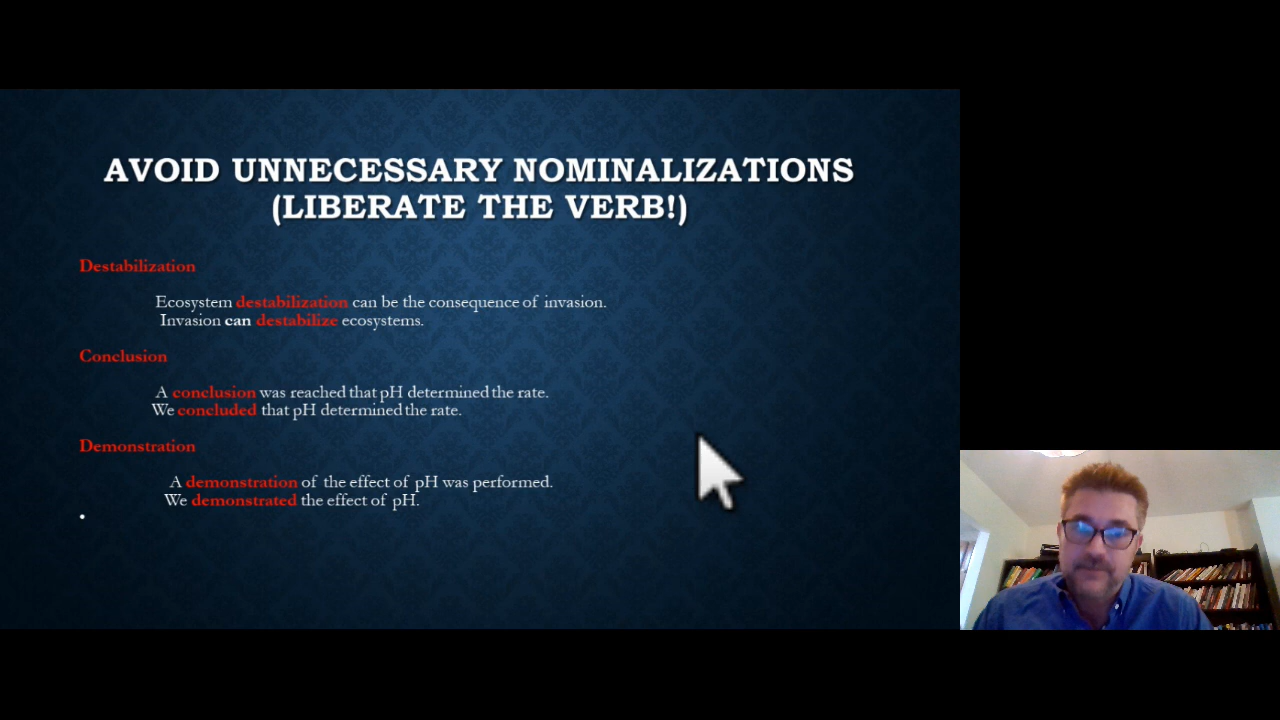 AVOID UNNECESSARY NOMINALIZATIONS
(LIBERATE THE VERB!)
Destabilization
Ecosystem destabilization can be the consequence of invasion.
Invasion can destabilize ecosystems.
Conclusion
A conclusion was reached that pH determined the rate.
We concluded that pH determined the rate.
Demonstration
A demonstration of the effect of pH was performed.
We demonstrated the effect of pH.
•